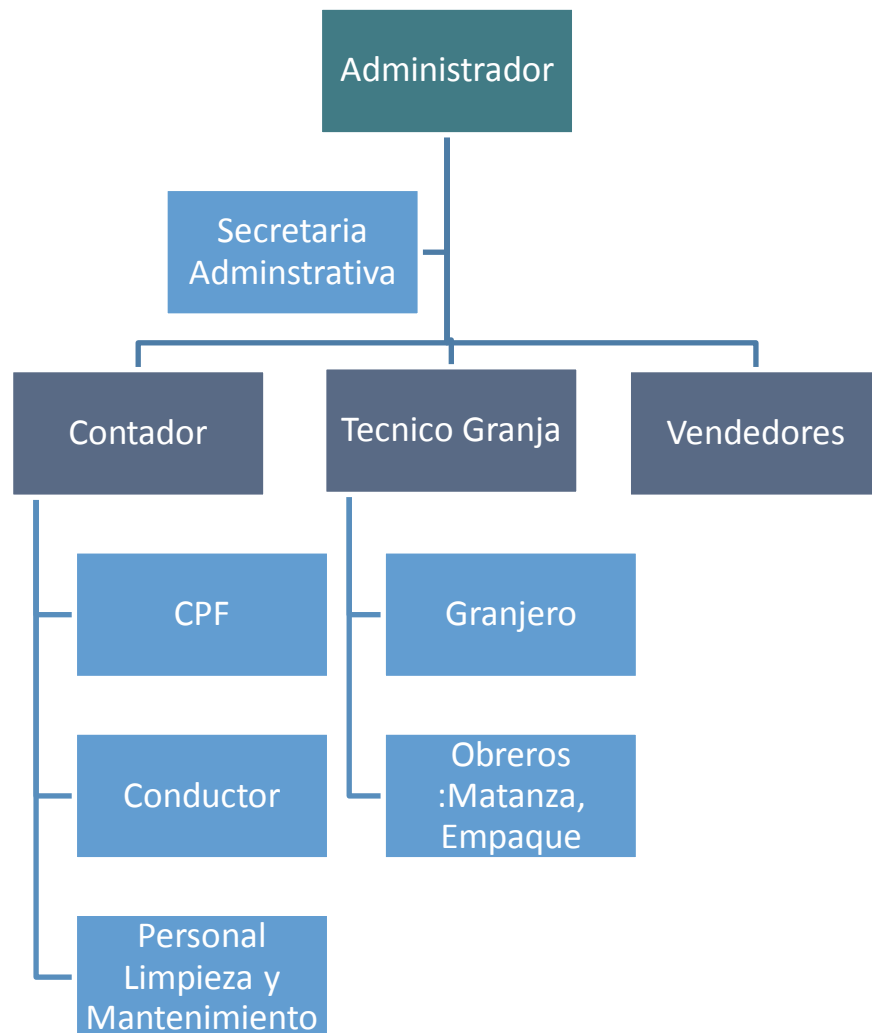 Administrador
Secretaria
Adminstrativa
Contador
Tecnico Granja
Vendedores
CPF
Granjero
Conductor
Obreros
:Matanza,
Empaque
Personal
Limpieza y
Mantenimiento